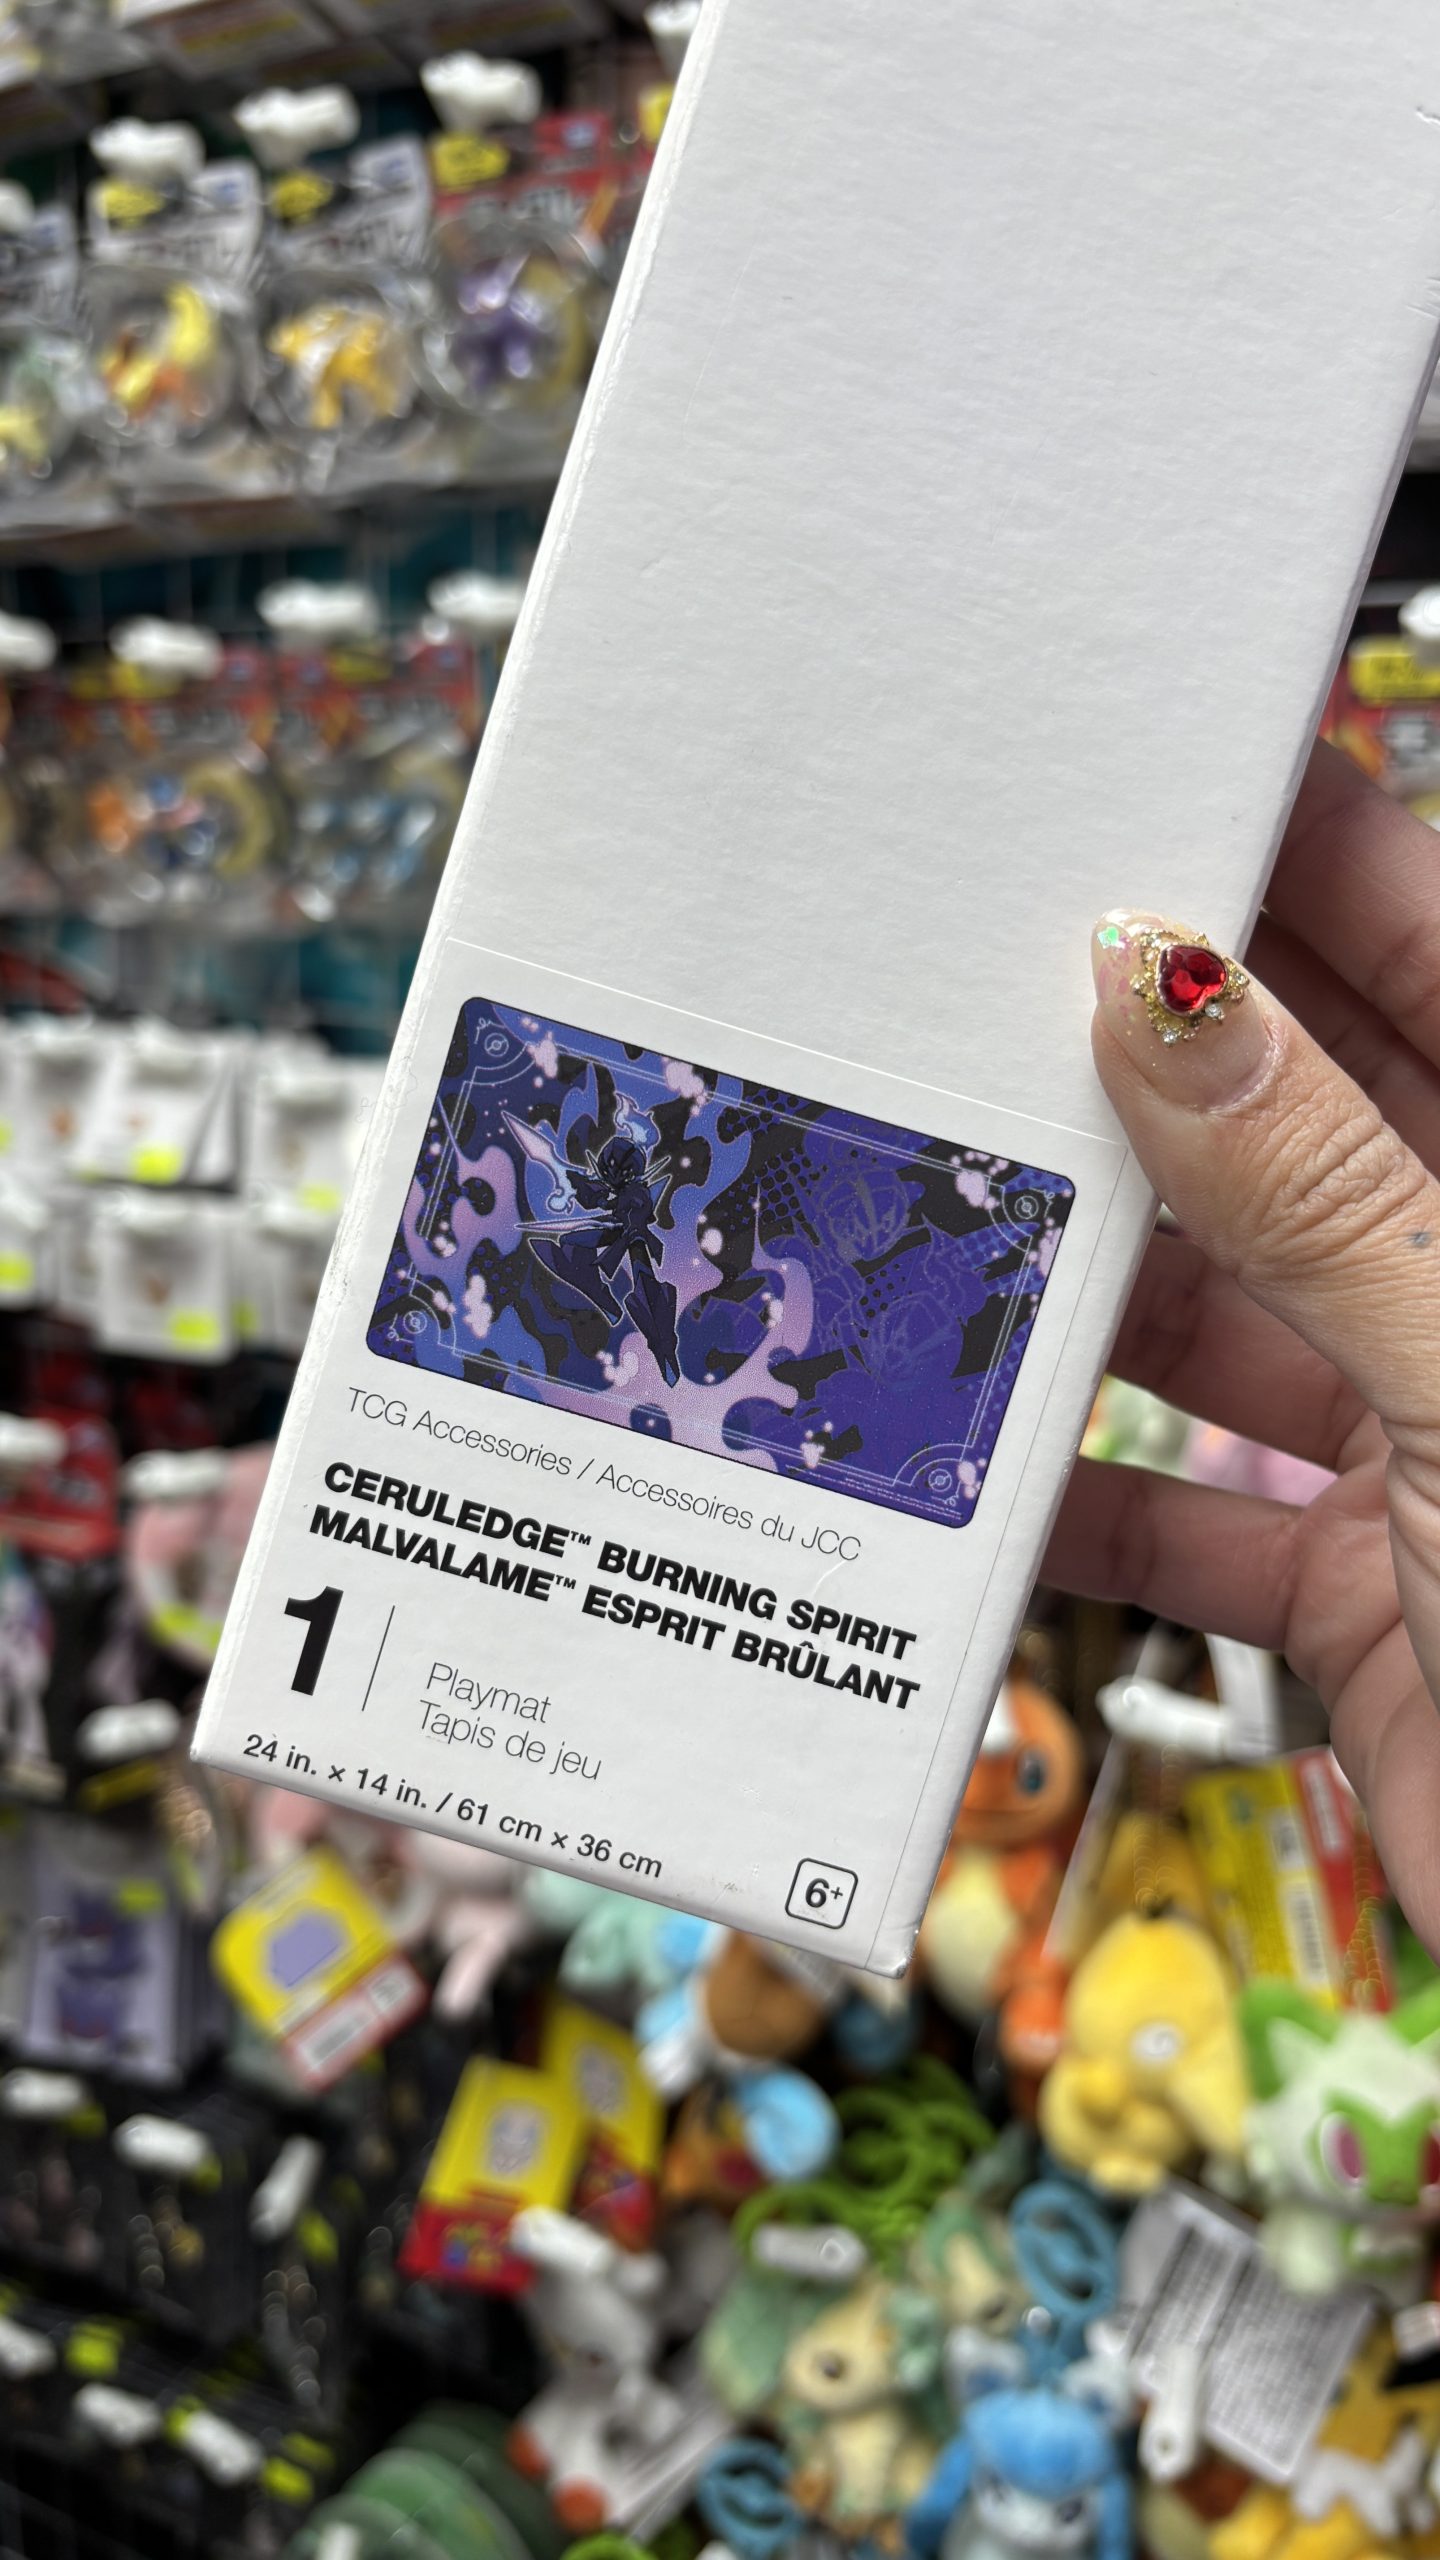 TCG Accessories / Accessoires du JCC
CERULEDGE™ BURNING SPIRIT
MALVALAME™ ESPRIT BRÛLANT
1
Playmat
Tapis de jeu
24 in. × 14 in. / 61 cm × 36 cm
6+